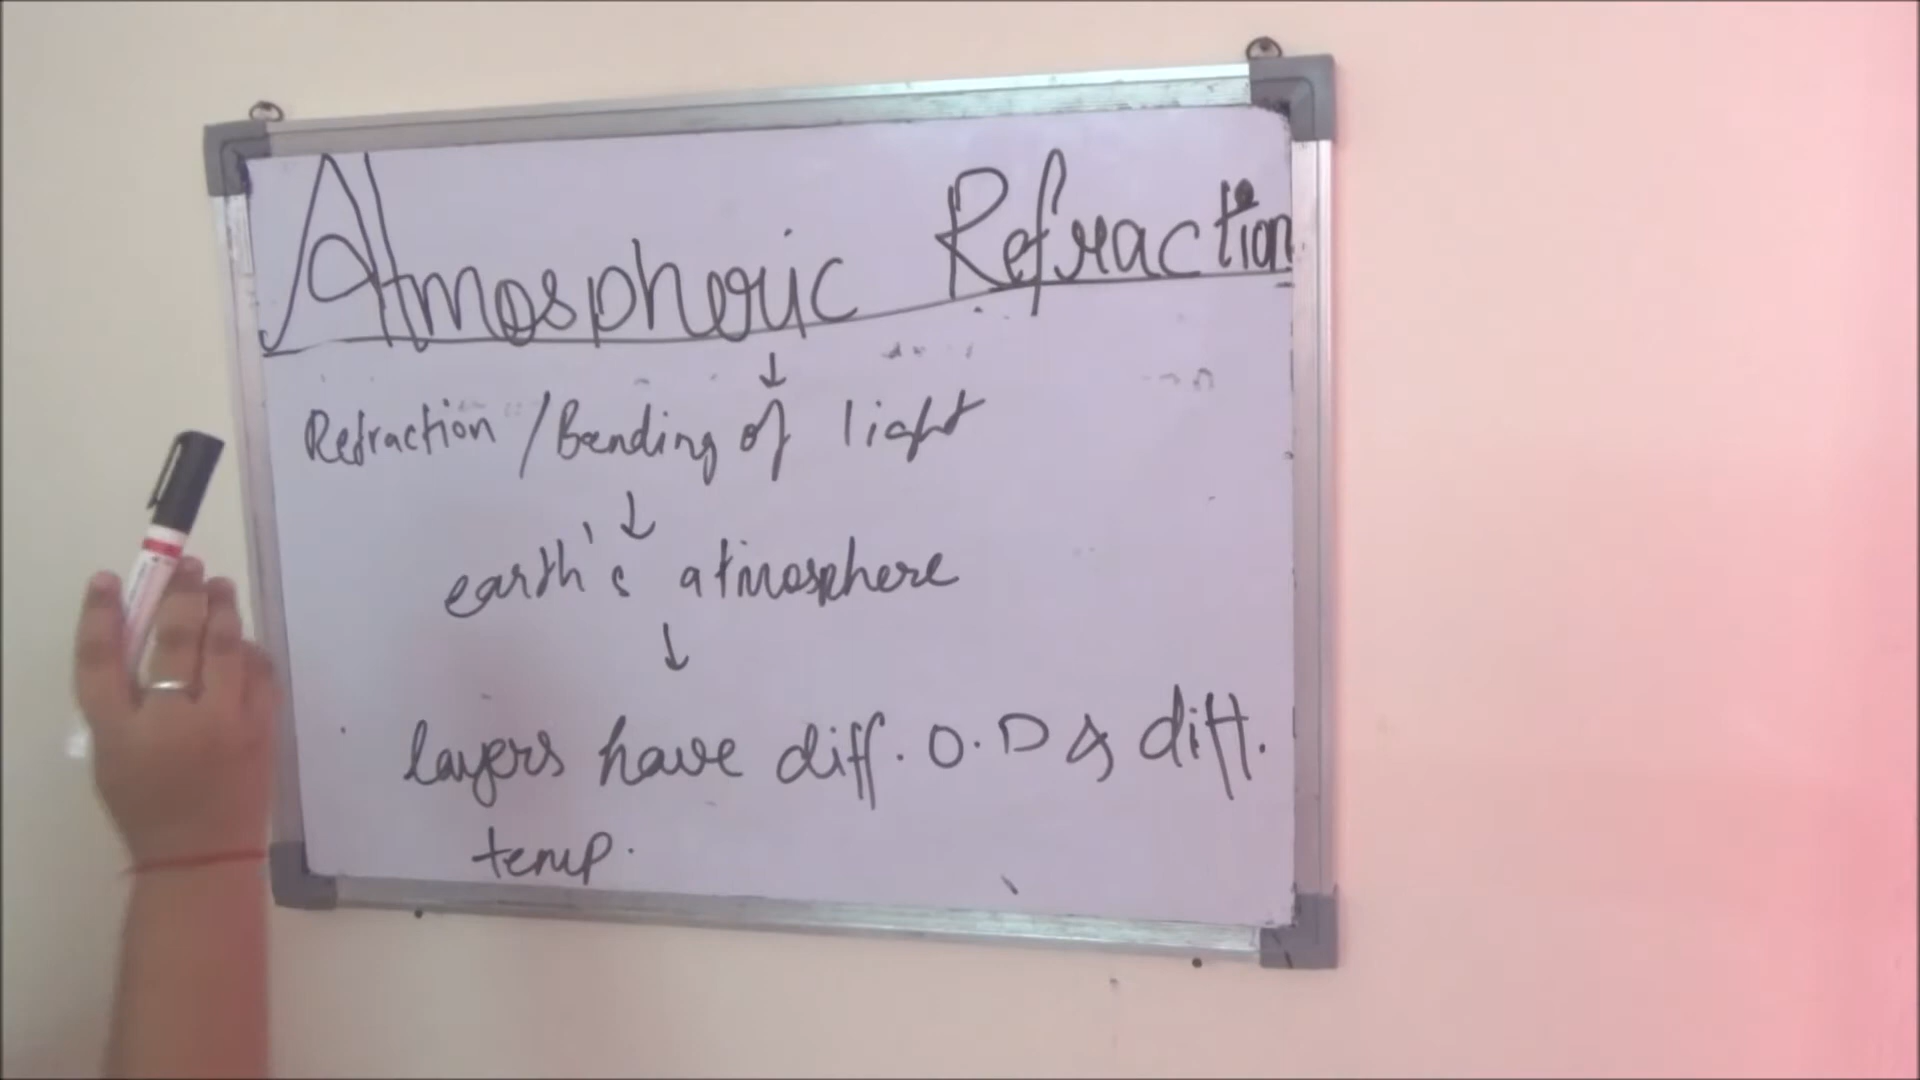 Atmospheric Refraction
↓
Refraction / Bending of light
↓
earth's atmosphere
↓
layers have diff. O.D & diff.
temp.